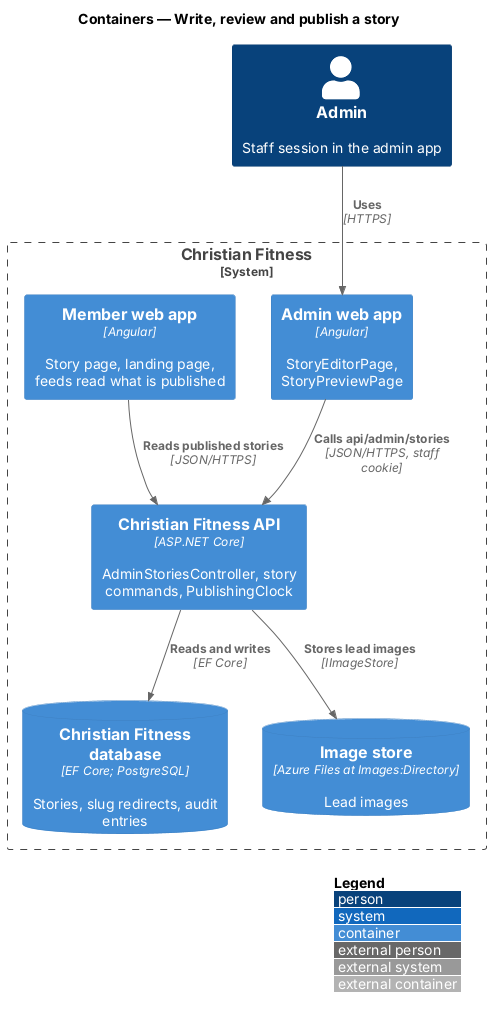 Containers — Write, review and publish a story
Admin
Staff session in the admin app
Uses
[HTTPS]
Christian Fitness
[System]
Member web app
[Angular]
Story page, landing page,
feeds read what is published
Admin web app
[Angular]
StoryEditorPage,
StoryPreviewPage
Reads published stories
[JSON/HTTPS]
Calls api/admin/stories
[JSON/HTTPS, staff
cookie]
Christian Fitness API
[ASP.NET Core]
AdminStoriesController, story
commands, PublishingClock
Reads and writes
[EF Core]
Stores lead images
[IImageStore]
Christian Fitness
database
[EF Core; PostgreSQL]
Stories, slug redirects, audit
entries
Image store
[Azure Files at Images:Directory]
Lead images
Legend
person
system
container
external person
external system
external container